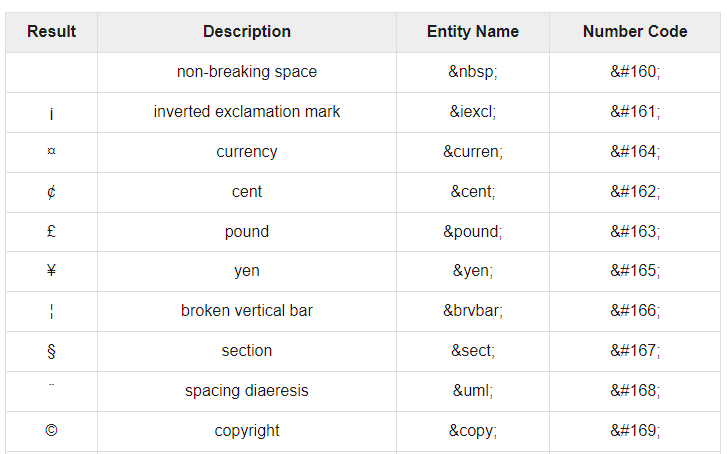 Result Description Entity Name Number Code
non-breaking space &nbsp; &#160;
¡ inverted exclamation mark &iexcl; &#161;
¤ currency &curren; &#164;
¢ cent &cent; &#162;
£ pound &pound; &#163;
¥ yen &yen; &#165;
¦ broken vertical bar &brvbar; &#166;
§ section &sect; &#167;
¨ spacing diaeresis &uml; &#168;
© copyright &copy; &#169;